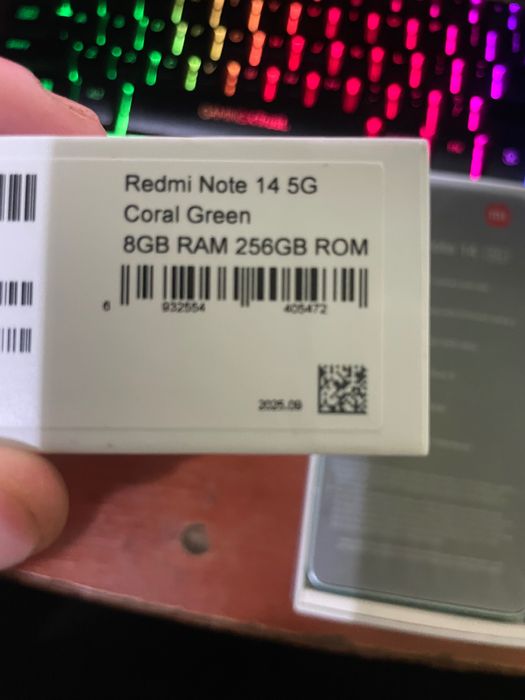 Redmi Note 14 5G
Coral Green
8GB RAM 256GB ROM
6 932554 405472
2025.09